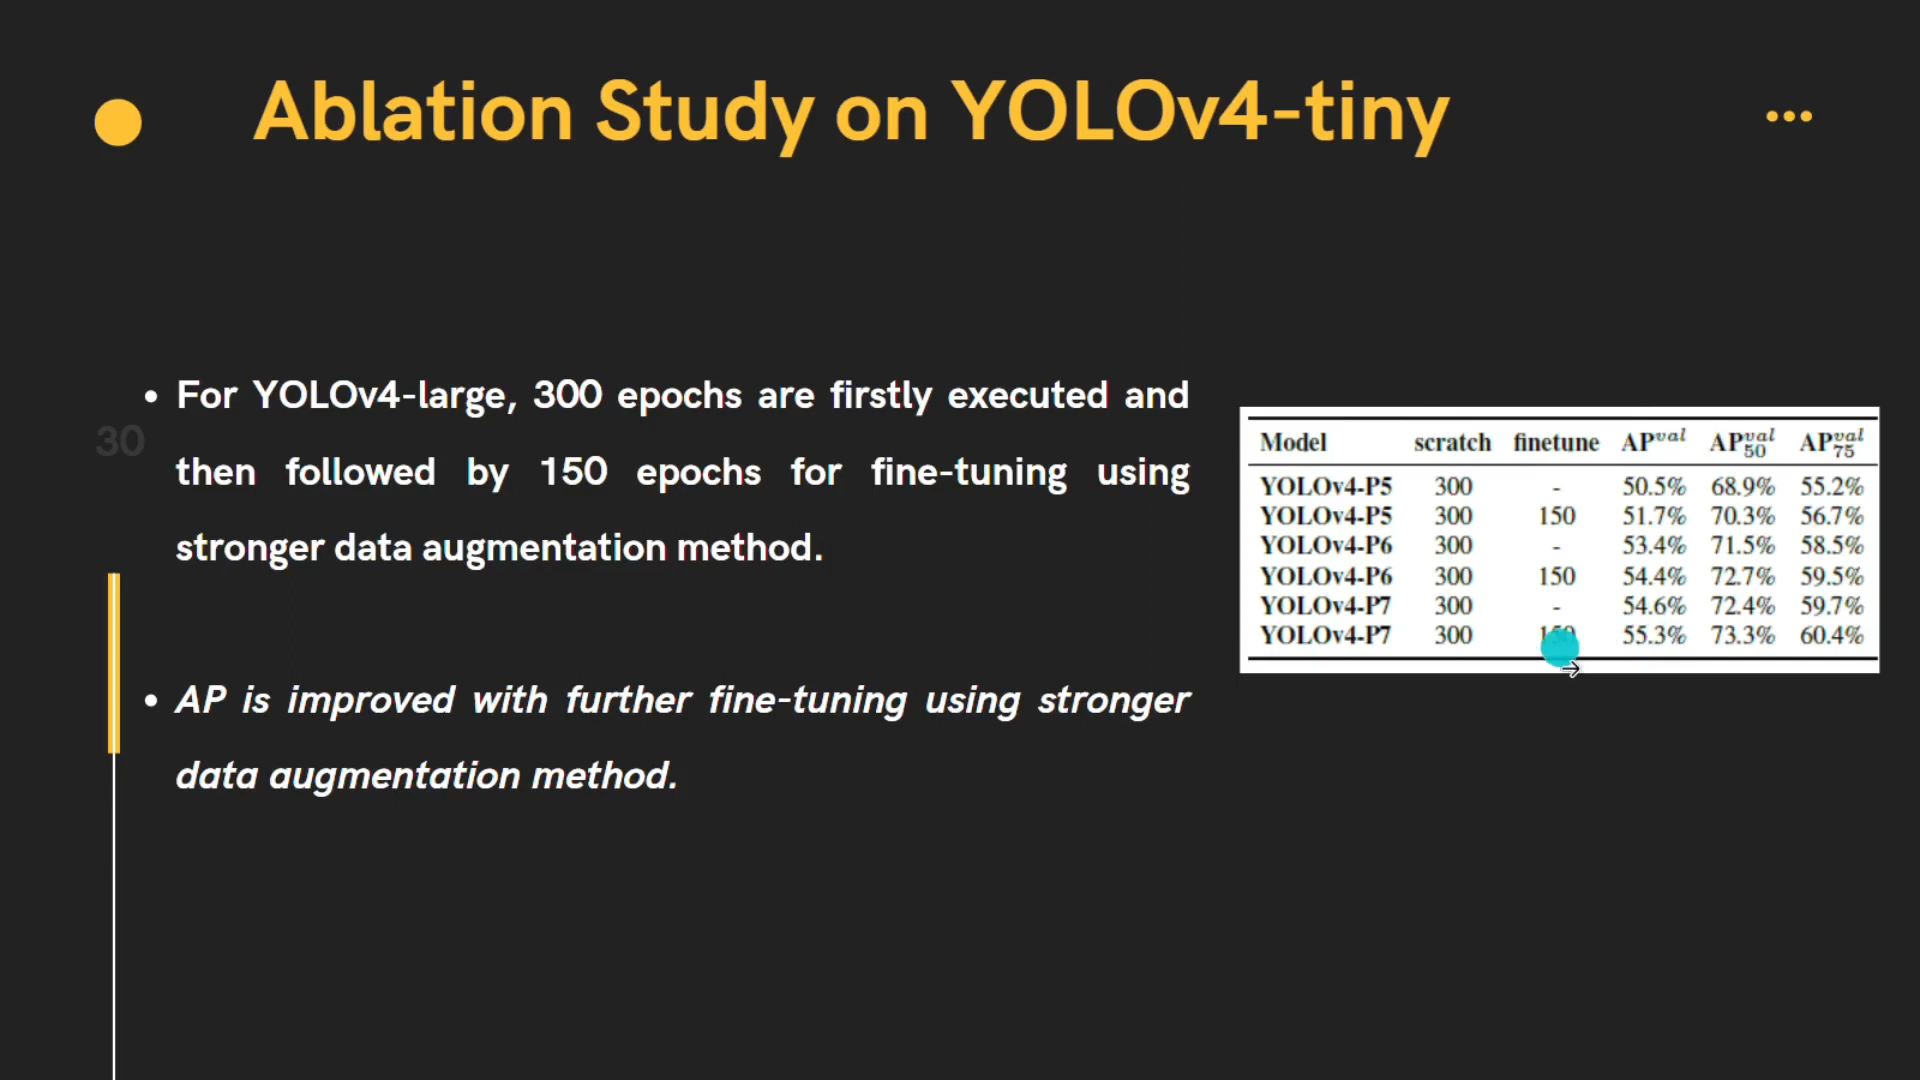 Ablation Study on YOLOv4-tiny
...
• For YOLOv4-large, 300 epochs are firstly executed and
then followed by 150 epochs for fine-tuning using
stronger data augmentation method.
30
• AP is improved with further fine-tuning using stronger
data augmentation method.
Model scratch finetune AP^val AP_50^val AP_75^val
YOLOv4-P5 300 - 50.5% 68.9% 55.2%
YOLOv4-P5 300 150 51.7% 70.3% 56.7%
YOLOv4-P6 300 - 53.4% 71.5% 58.5%
YOLOv4-P6 300 150 54.4% 72.7% 59.5%
YOLOv4-P7 300 - 54.6% 72.4% 59.7%
YOLOv4-P7 300 150 55.3% 73.3% 60.4%